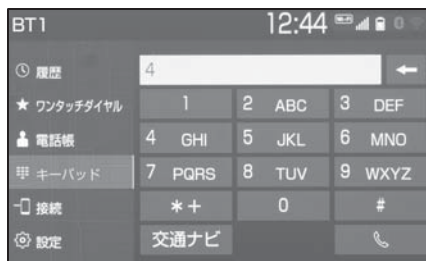 BT1 12:44
履歴
4
ワンタッチダイヤル
1 2 ABC 3 DEF
電話帳
4 GHI 5 JKL 6 MNO
キーパッド
7 PQRS 8 TUV 9 WXYZ
接続
*+ 0 #
設定
交通ナビ